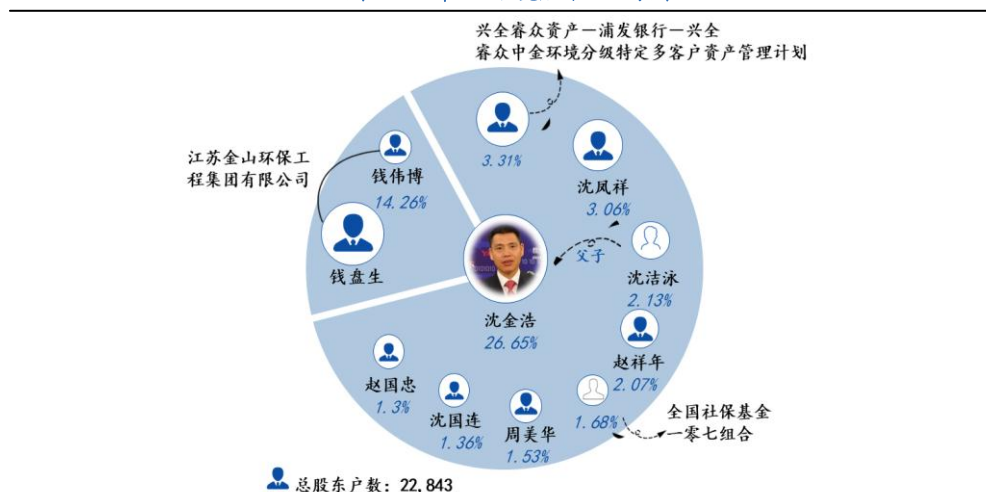 兴全睿众资产—浦发银行—兴全
睿众中金环境分级特定多客户资产管理计划
3.31%
江苏金山环保工
程集团有限公司
钱伟博
14.26%
钱盘生
沈凤祥
3.06%
父子
沈洁泳
2.13%
沈金浩
26.65%
赵祥年
2.07%
赵国忠
1.3%
沈国连
1.36%
周美华
1.53%
1.68%
全国社保基金
一零七组合
总股东户数：22,843